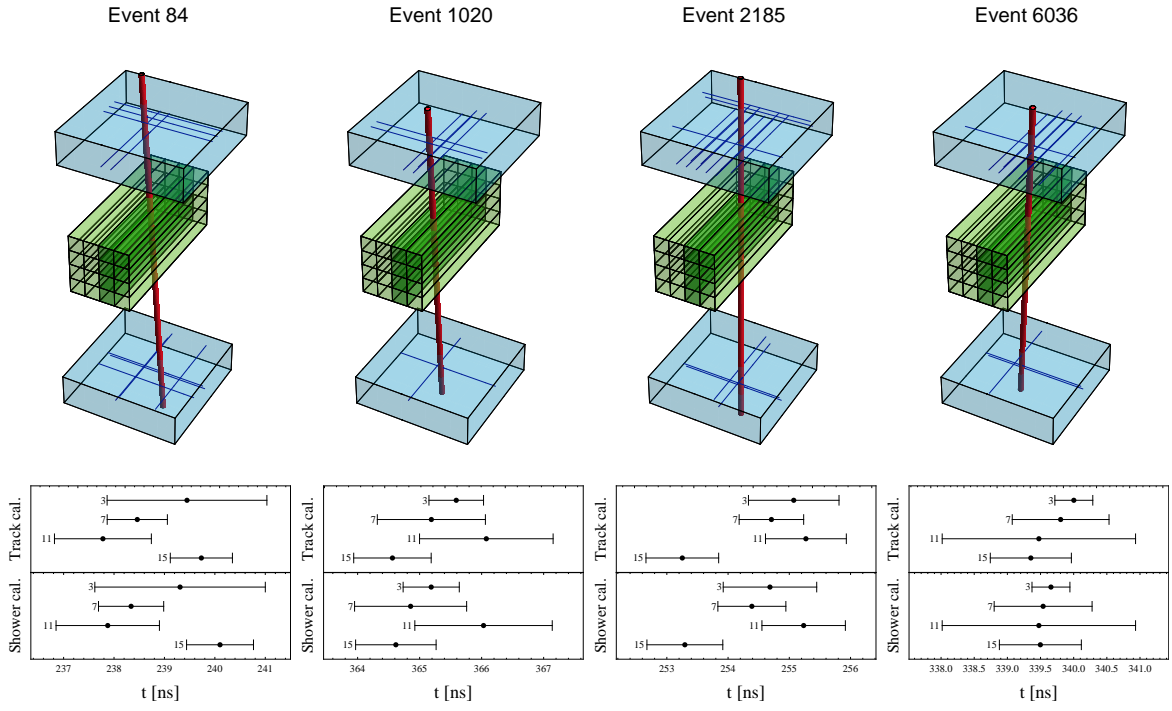 Event 84
Event 1020
Event 2185
Event 6036
Track cal.
3
7
11
15
Shower cal.
3
7
11
15
237 238 239 240 241
t [ns]
Track cal.
3
7
11
15
Shower cal.
3
7
11
15
364 365 366 367
t [ns]
Track cal.
3
7
11
15
Shower cal.
3
7
11
15
253 254 255 256
t [ns]
Track cal.
3
7
11
15
Shower cal.
3
7
11
15
338.0 338.5 339.0 339.5 340.0 340.5 341.0
t [ns]